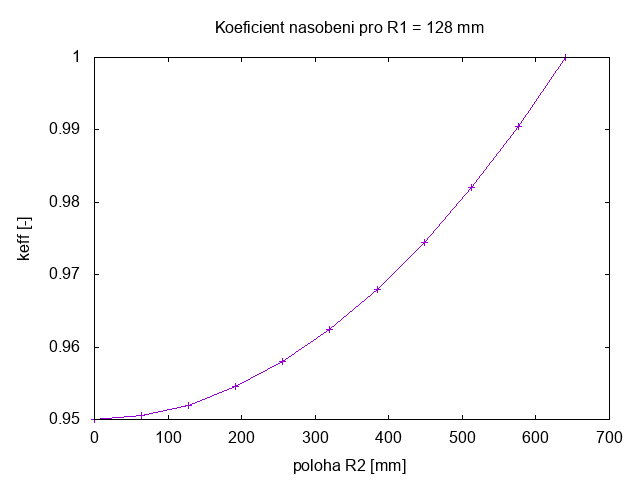 Koeficient nasobeni pro R1 = 128 mm
1
0.99
0.98
0.97
0.96
0.95
keff [-]
0 100 200 300 400 500 600 700
poloha R2 [mm]